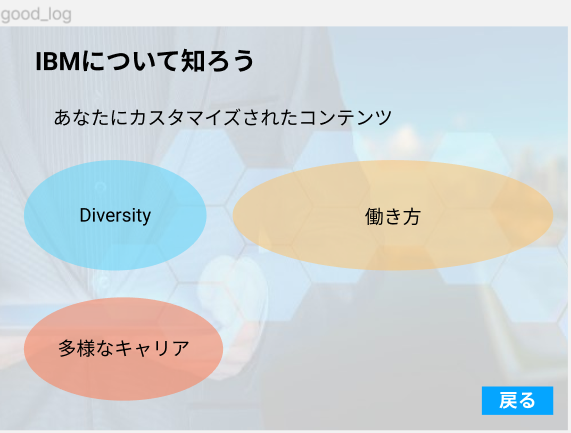 good_log
IBMについて知ろう
あなたにカスタマイズされたコンテンツ
Diversity
働き方
多様なキャリア
戻る